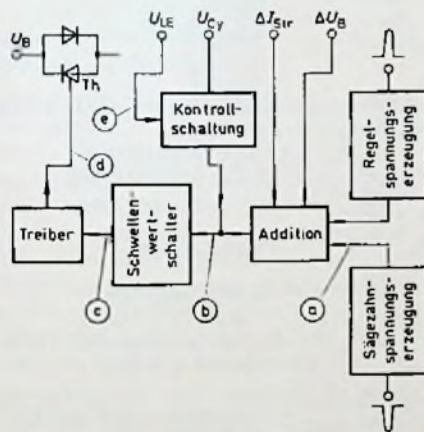 U_B
Th
U_LE
U_Cy
ΔI_Str
ΔU_B
e
Kontroll-
schaltung
d
Treiber
Schwellen-
wert-
schalter
Addition
c
b
a
Regel-
spannungs-
erzeugung
Sägezahn-
spannungs-
erzeugung